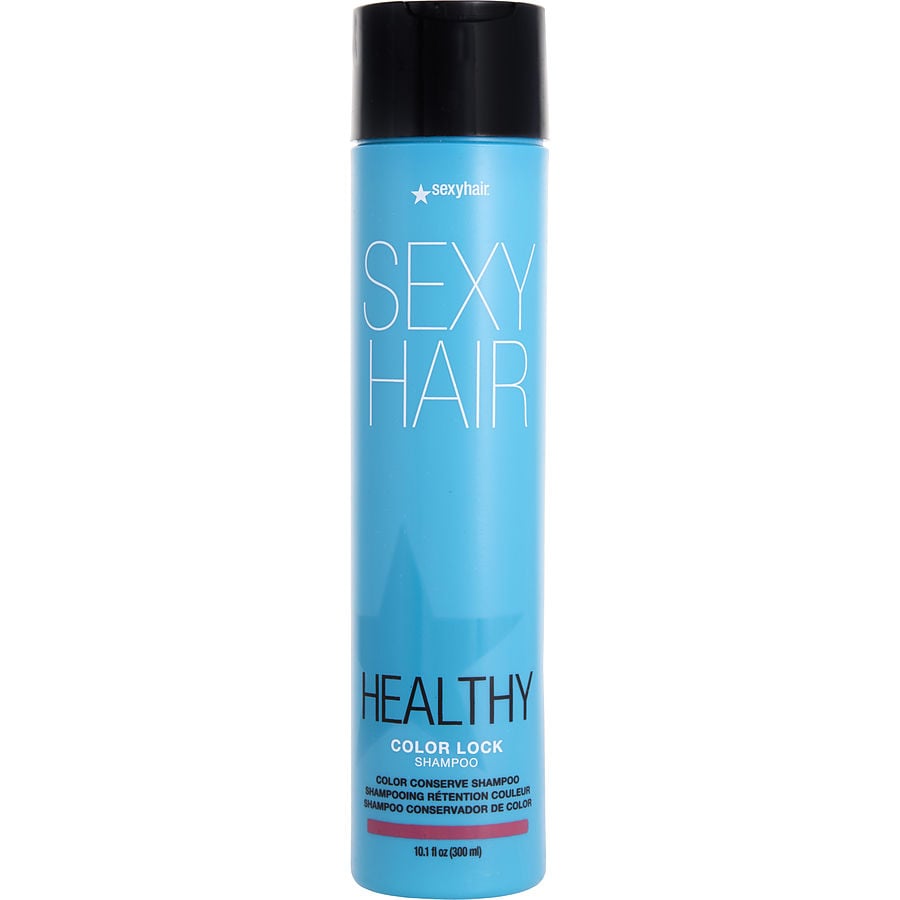 sexyhair.
SEXY
HAIR
HEALTHY
COLOR LOCK
SHAMPOO
COLOR CONSERVE SHAMPOO
SHAMPOOING RÉTENTION COULEUR
SHAMPOO CONSERVADOR DE COLOR
10.1 fl oz (300 ml)